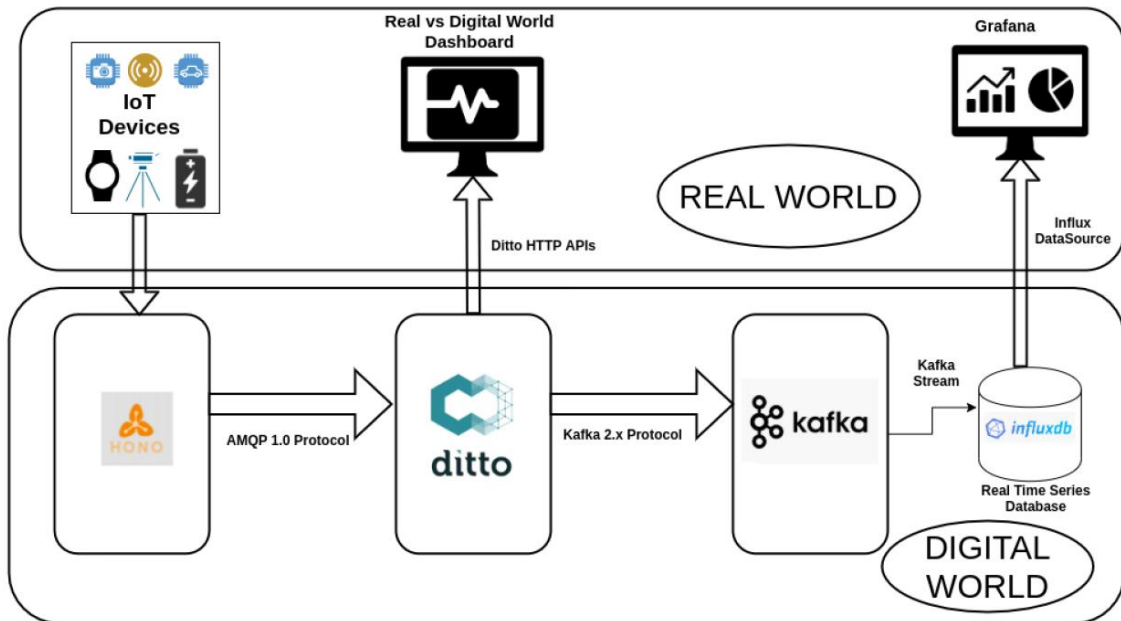 Real vs Digital World
Dashboard
Grafana
IoT
Devices
REAL WORLD
Ditto HTTP APIs
Influx
DataSource
HONO
AMQP 1.0 Protocol
ditto
Kafka 2.x Protocol
kafka
Kafka
Stream
influxdb
Real Time Series
Database
DIGITAL
WORLD